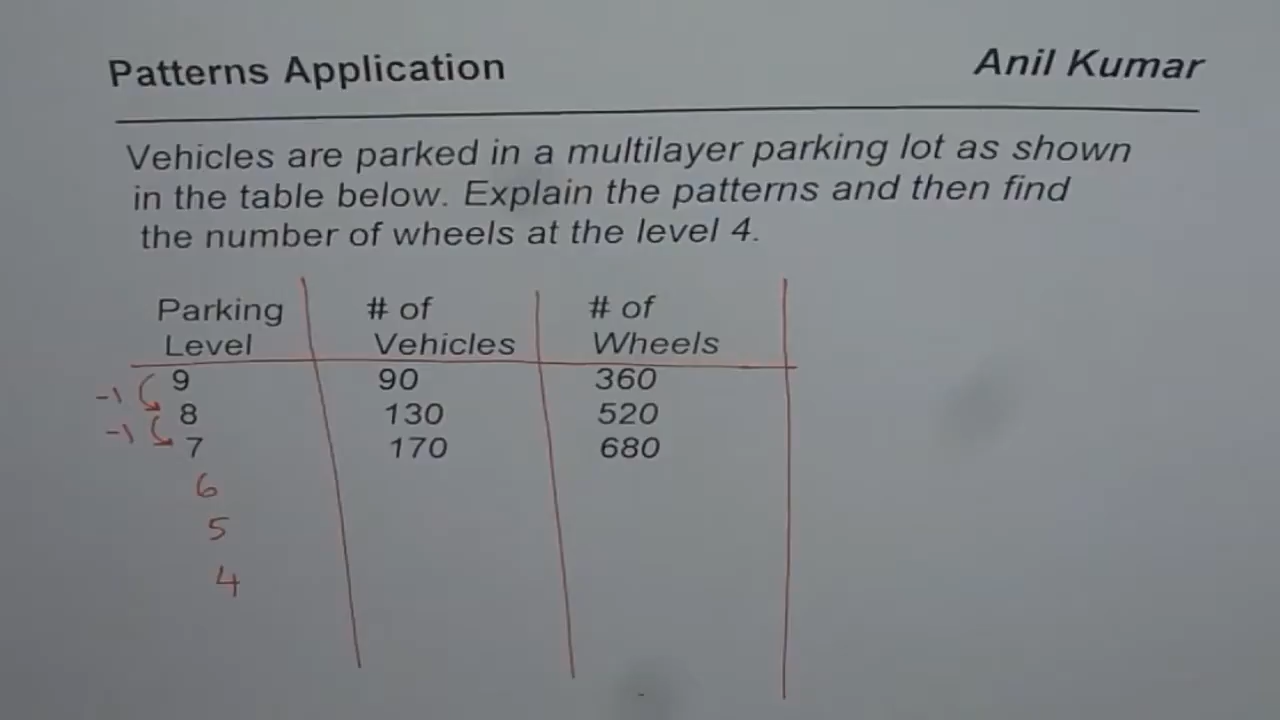 Patterns Application Anil Kumar
Vehicles are parked in a multilayer parking lot as shown
in the table below. Explain the patterns and then find
the number of wheels at the level 4.
Parking # of # of
Level Vehicles Wheels
9 90 360
-1
8 130 520
-1
7 170 680
6
5
4